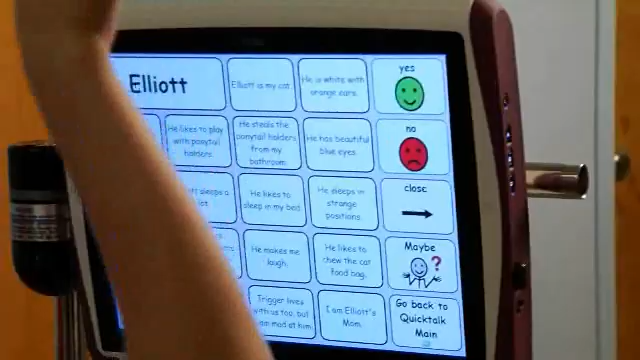 Elliott
Elliott is my cat.
He is white with
orange ears.
yes
He likes to play
with ponytail
holders.
He steals the
ponytail holders
from my
bathroom.
He has beautiful
blue eyes.
no
sleeps a
lot
He likes to
sleep in my bed.
He sleeps in
strange
positions.
close
He makes me
laugh.
He likes to
chew the cat
food bag.
Maybe
?
Trigger lives
with us too, but
am mad at him
I am Elliott's
Mom.
Go back to
Quicktalk
Main